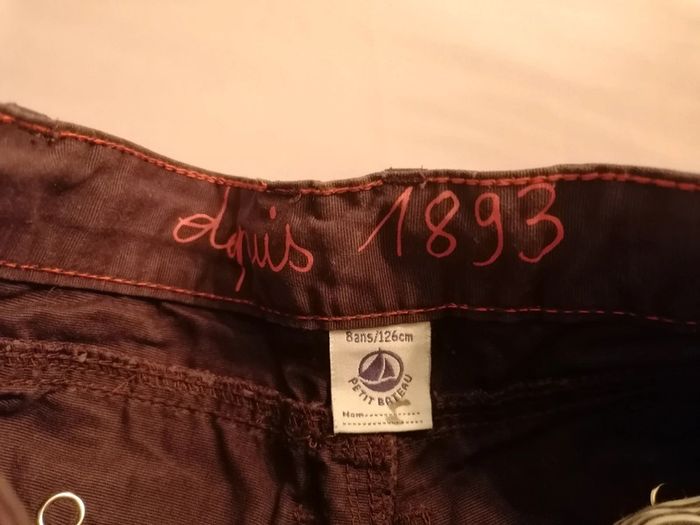 depuis 1893
8ans/126cm
PETIT BATEAU
Nom